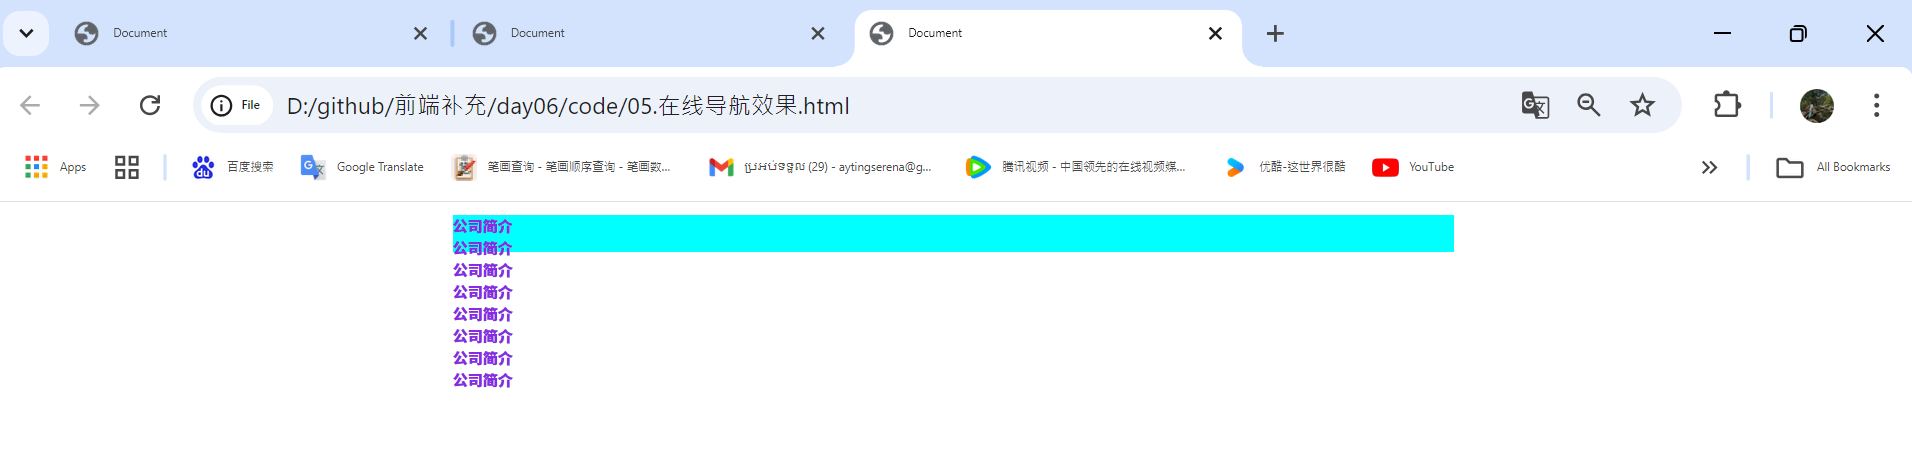 Document
Document
Document
File
D:/github/前端补充/day06/code/05.在线导航效果.html
Apps
百度搜索
Google Translate
笔画查询 - 笔画顺序查询 - 笔画数...
ប្រអប់ទទួល (29) - aytingserena@g...
腾讯视频 - 中国领先的在线视频媒...
优酷-这世界很酷
YouTube
All Bookmarks
公司简介
公司简介
公司简介
公司简介
公司简介
公司简介
公司简介
公司简介